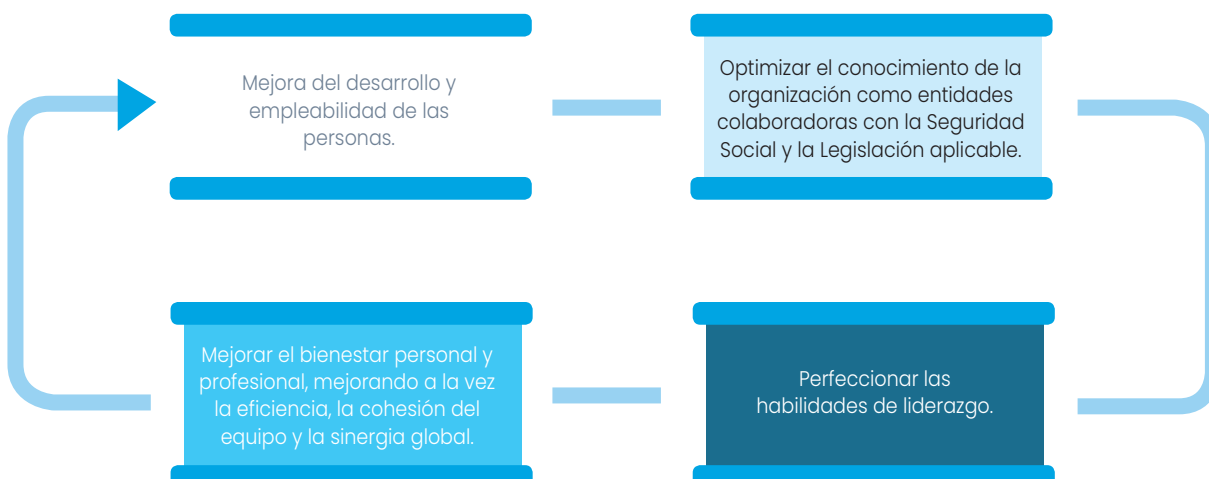 Mejora del desarrollo y
empleabilidad de las
personas.
Optimizar el conocimiento de la
organización como entidades
colaboradoras con la Seguridad
Social y la Legislación aplicable.
Mejorar el bienestar personal y
profesional, mejorando a la vez
la eficiencia, la cohesión del
equipo y la sinergia global.
Perfeccionar las
habilidades de liderazgo.